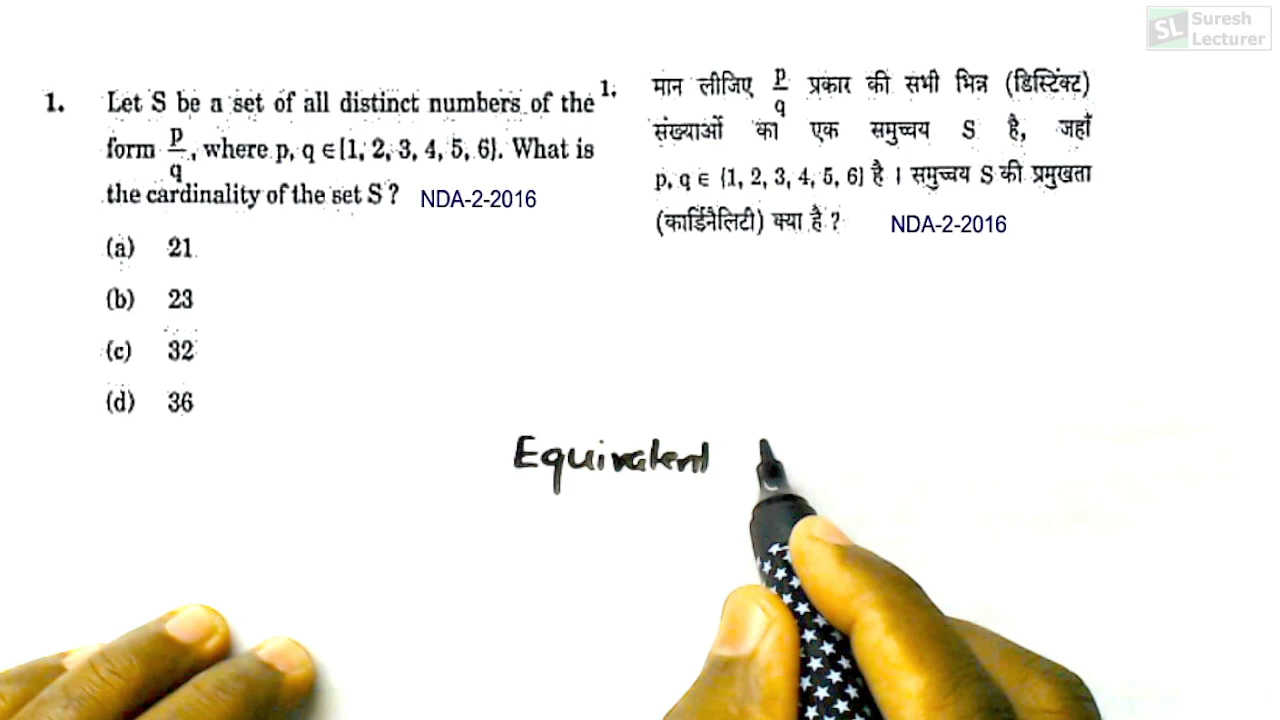 SL Suresh
Lecturer
1. Let S be a set of all distinct numbers of the
form p/q, where p, q ∈ {1, 2, 3, 4, 5, 6}. What is
the cardinality of the set S ? NDA-2-2016
(a) 21
(b) 23
(c) 32
(d) 36
1. मान लीजिए p/q प्रकार की सभी भिन्न (डिस्टिंक्ट)
संख्याओं का एक समुच्चय S है, जहाँ
p, q ∈ {1, 2, 3, 4, 5, 6} है । समुच्चय S की प्रमुखता
(कार्डिनैलिटी) क्या है ? NDA-2-2016
Equivalent